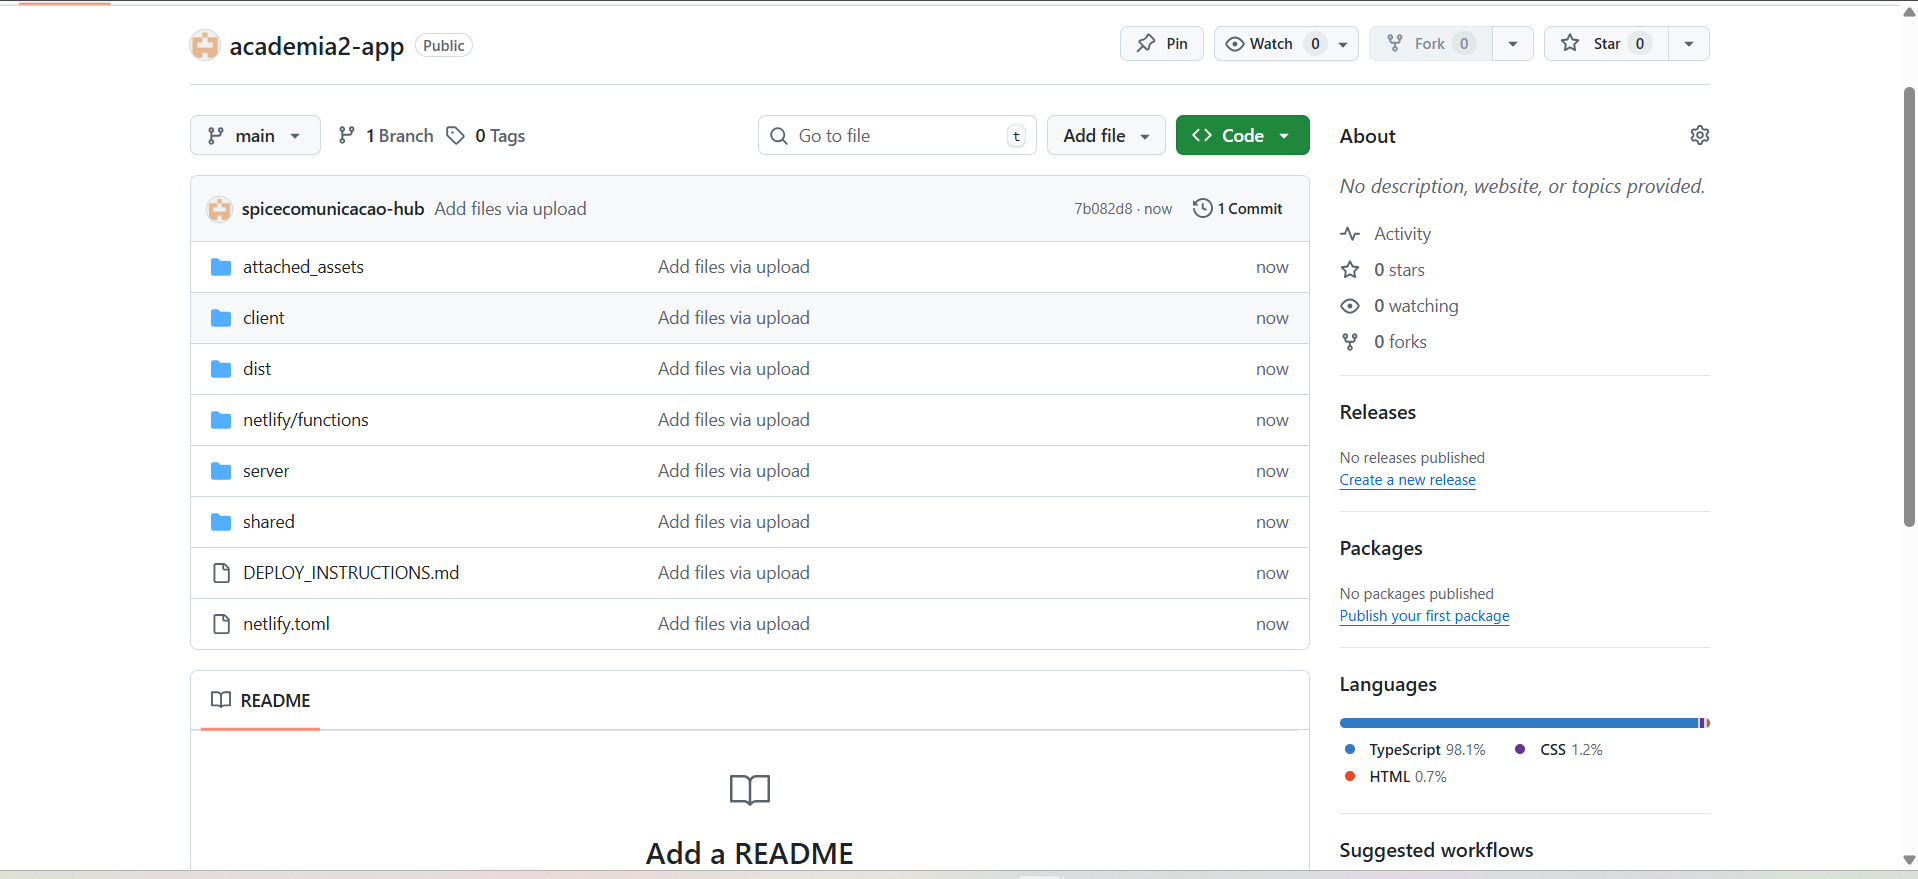 academia2-app Public Pin Watch 0 Fork 0 Star 0
main 1 Branch 0 Tags Go to file t Add file Code
spicecomunicacao-hub Add files via upload 7b082d8 · now 1 Commit
attached_assets Add files via upload now
client Add files via upload now
dist Add files via upload now
netlify/functions Add files via upload now
server Add files via upload now
shared Add files via upload now
DEPLOY_INSTRUCTIONS.md Add files via upload now
netlify.toml Add files via upload now
README
Add a README
About
No description, website, or topics provided.
Activity
0 stars
0 watching
0 forks
Releases
No releases published
Create a new release
Packages
No packages published
Publish your first package
Languages
TypeScript 98.1% CSS 1.2%
HTML 0.7%
Suggested workflows